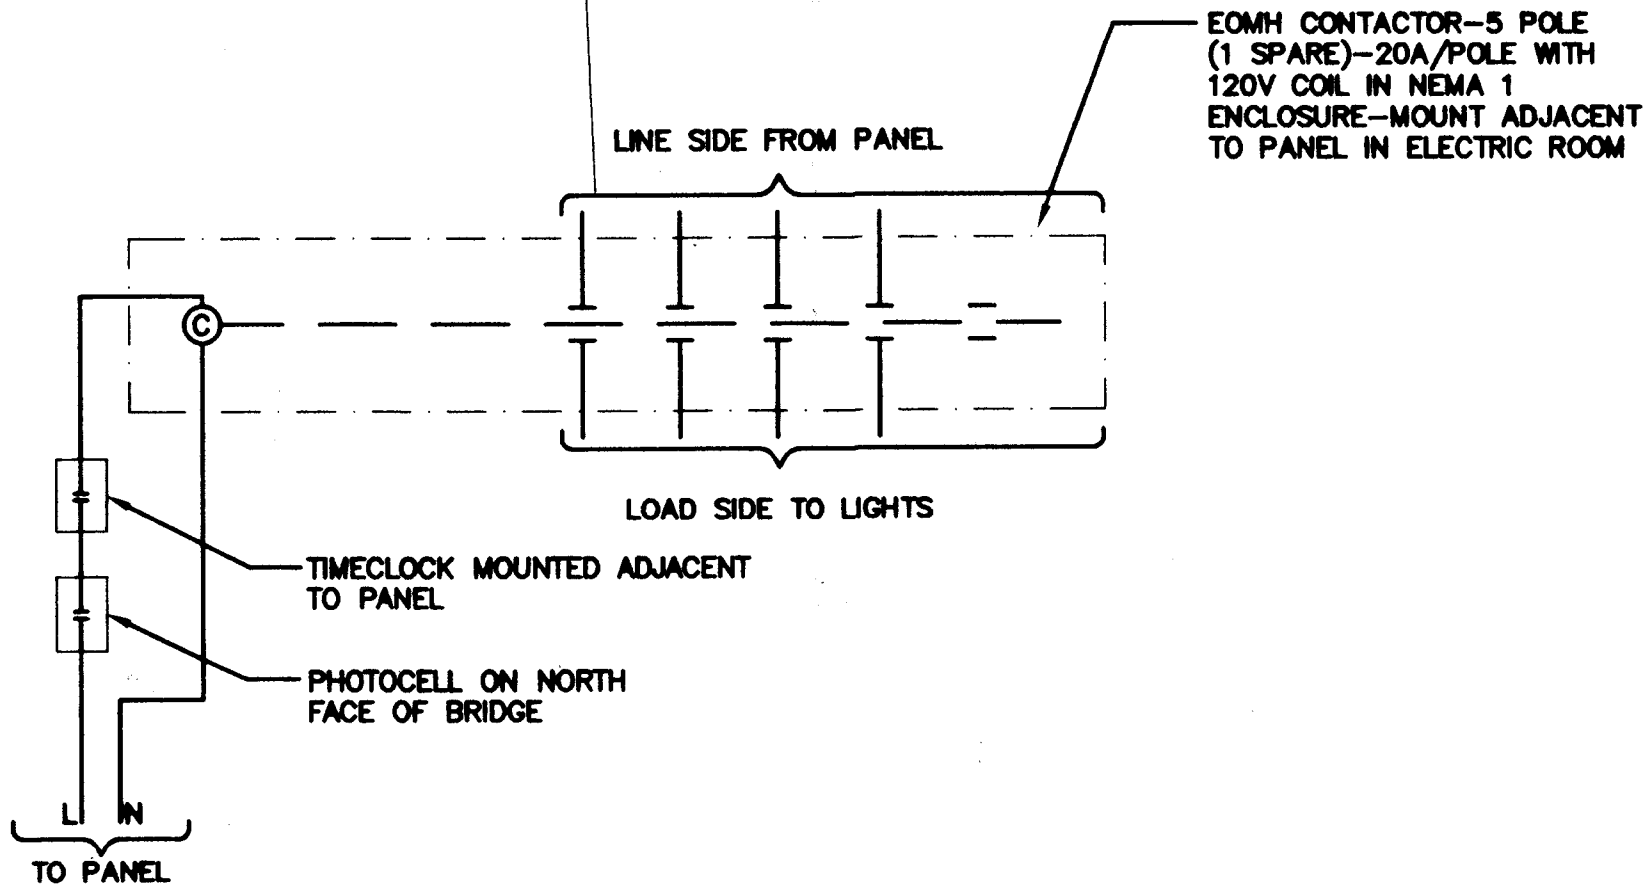 EOMH CONTACTOR-5 POLE
(1 SPARE)-20A/POLE WITH
120V COIL IN NEMA 1
ENCLOSURE-MOUNT ADJACENT
TO PANEL IN ELECTRIC ROOM
LINE SIDE FROM PANEL
C
LOAD SIDE TO LIGHTS
TIMECLOCK MOUNTED ADJACENT
TO PANEL
PHOTOCELL ON NORTH
FACE OF BRIDGE
L N
TO PANEL